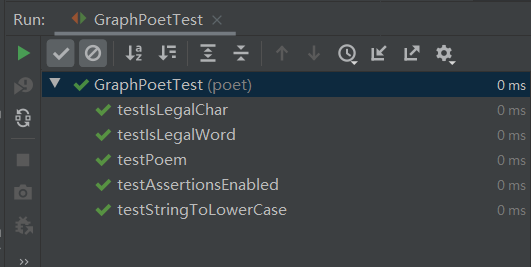 Run: GraphPoetTest ×
GraphPoetTest (poet) 0 ms
testIsLegalChar 0 ms
testIsLegalWord 0 ms
testPoem 0 ms
testAssertionsEnabled 0 ms
testStringToLowerCase 0 ms